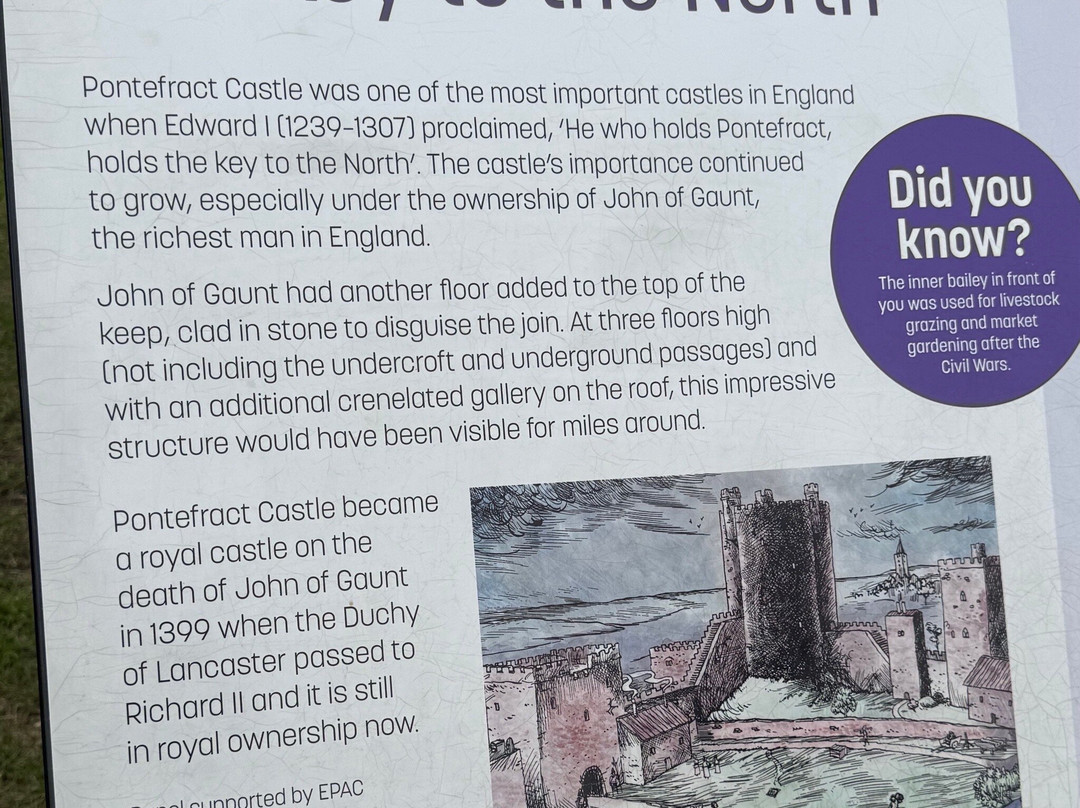 to the North
Pontefract Castle was one of the most important castles in England
when Edward I (1239-1307) proclaimed, ‘He who holds Pontefract,
holds the key to the North’. The castle’s importance continued
to grow, especially under the ownership of John of Gaunt,
the richest man in England.
John of Gaunt had another floor added to the top of the
keep, clad in stone to disguise the join. At three floors high
(not including the undercroft and underground passages) and
with an additional crenelated gallery on the roof, this impressive
structure would have been visible for miles around.
Did you
know?
The inner bailey in front of
you was used for livestock
grazing and market
gardening after the
Civil Wars.
Pontefract Castle became
a royal castle on the
death of John of Gaunt
in 1399 when the Duchy
of Lancaster passed to
Richard II and it is still
in royal ownership now.
supported by EPAC